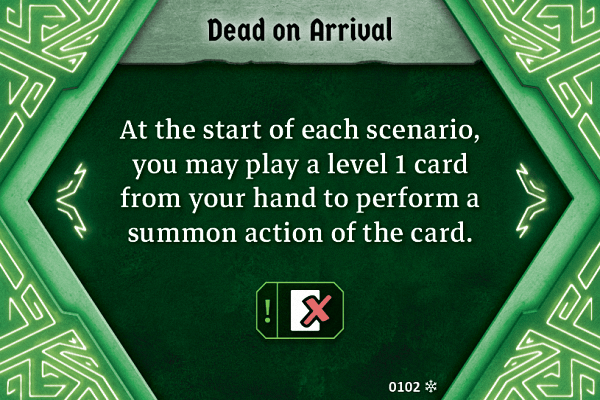 Dead on Arrival
At the start of each scenario,
you may play a level 1 card
from your hand to perform a
summon action of the card.
!
0102